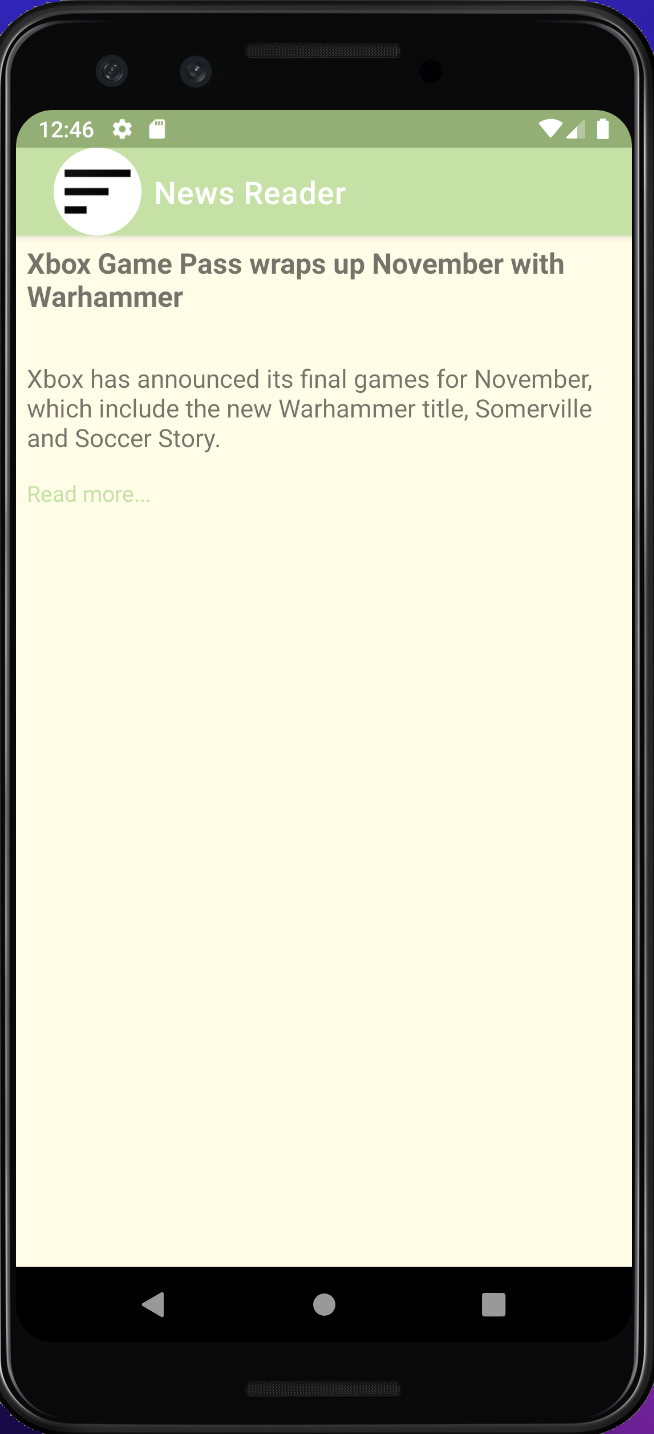 12:46
News Reader
Xbox Game Pass wraps up November with
Warhammer
Xbox has announced its final games for November,
which include the new Warhammer title, Somerville
and Soccer Story.
Read more...